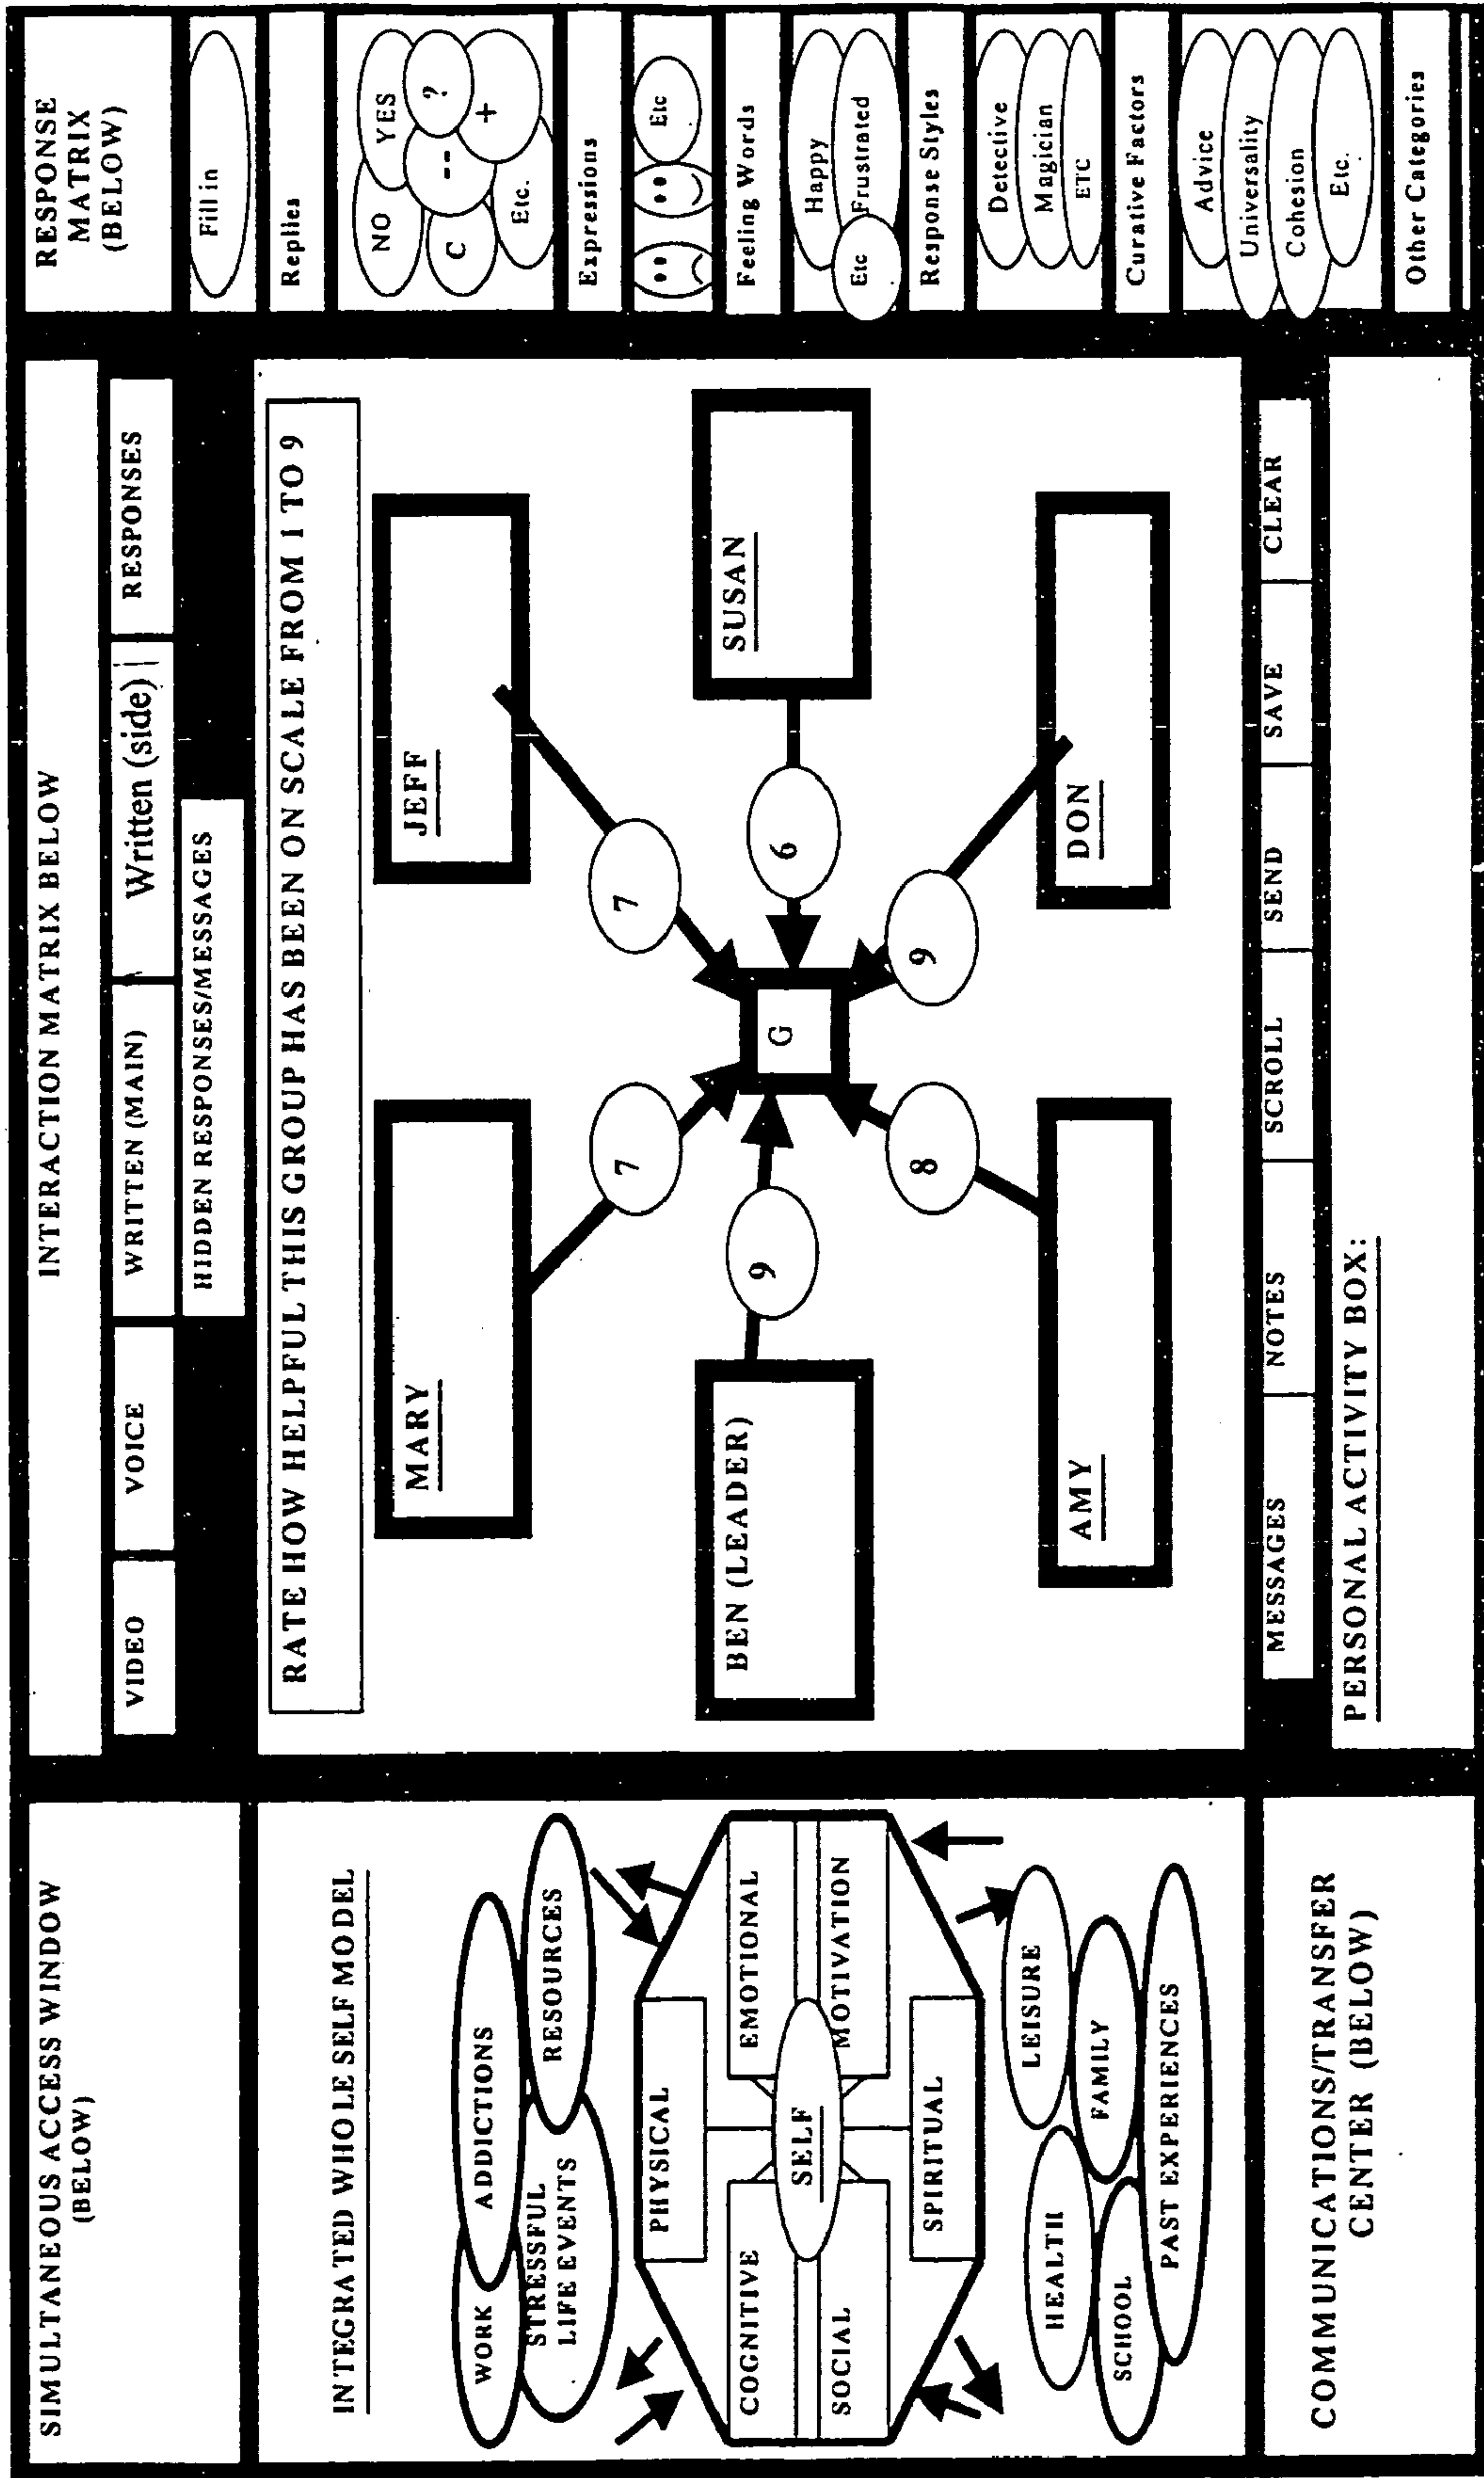 SIMULTANEOUS ACCESS WINDOW
(BELOW)
INTEGRATED WHOLE SELF MODEL
WORK
ADDICTIONS
STRESSFUL
LIFE EVENTS
RESOURCES
PHYSICAL
COGNITIVE
EMOTIONAL
SELF
SOCIAL
MOTIVATION
SPIRITUAL
HEALTH
LEISURE
SCHOOL
FAMILY
PAST EXPERIENCES
COMMUNICATIONS/TRANSFER
CENTER (BELOW)
INTERACTION MATRIX BELOW
VIDEO
VOICE
WRITTEN (MAIN)
Written (side)
RESPONSES
HIDDEN RESPONSES/MESSAGES
RATE HOW HELPFUL THIS GROUP HAS BEEN ON SCALE FROM 1 TO 9
MARY
JEFF
7
7
BEN (LEADER)
9
G
6
SUSAN
8
9
AMY
DON
MESSAGES
NOTES
SCROLL
SEND
SAVE
CLEAR
PERSONAL ACTIVITY BOX:
RESPONSE
MATRIX
(BELOW)
Fill in
Replies
NO
YES
?
--
C
+
Etc.
Expressions
Etc
Feeling Words
Happy
Frustrated
Etc
Response Styles
Detective
Magician
ETC
Curative Factors
Advice
Universality
Cohesion
Etc.
Other Categories